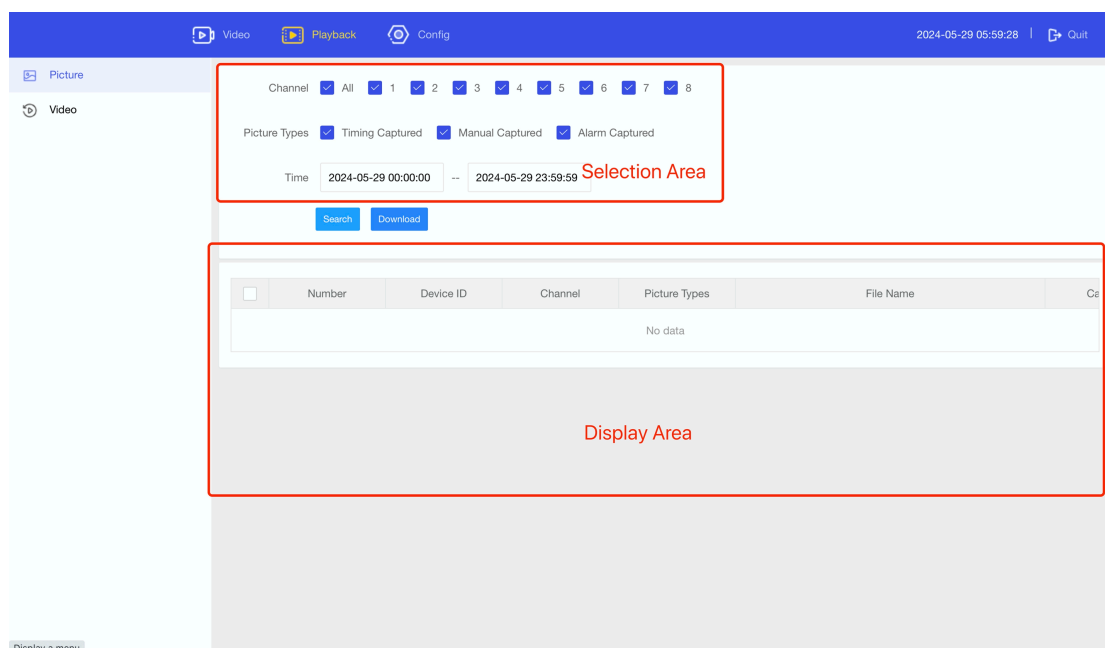 Video Playback Config 2024-05-29 05:59:28 Quit
Picture
Video
Channel All 1 2 3 4 5 6 7 8
Picture Types Timing Captured Manual Captured Alarm Captured
Time 2024-05-29 00:00:00 -- 2024-05-29 23:59:59 Selection Area
Search Download
Number Device ID Channel Picture Types File Name Ca
No data
Display Area
Display a menu